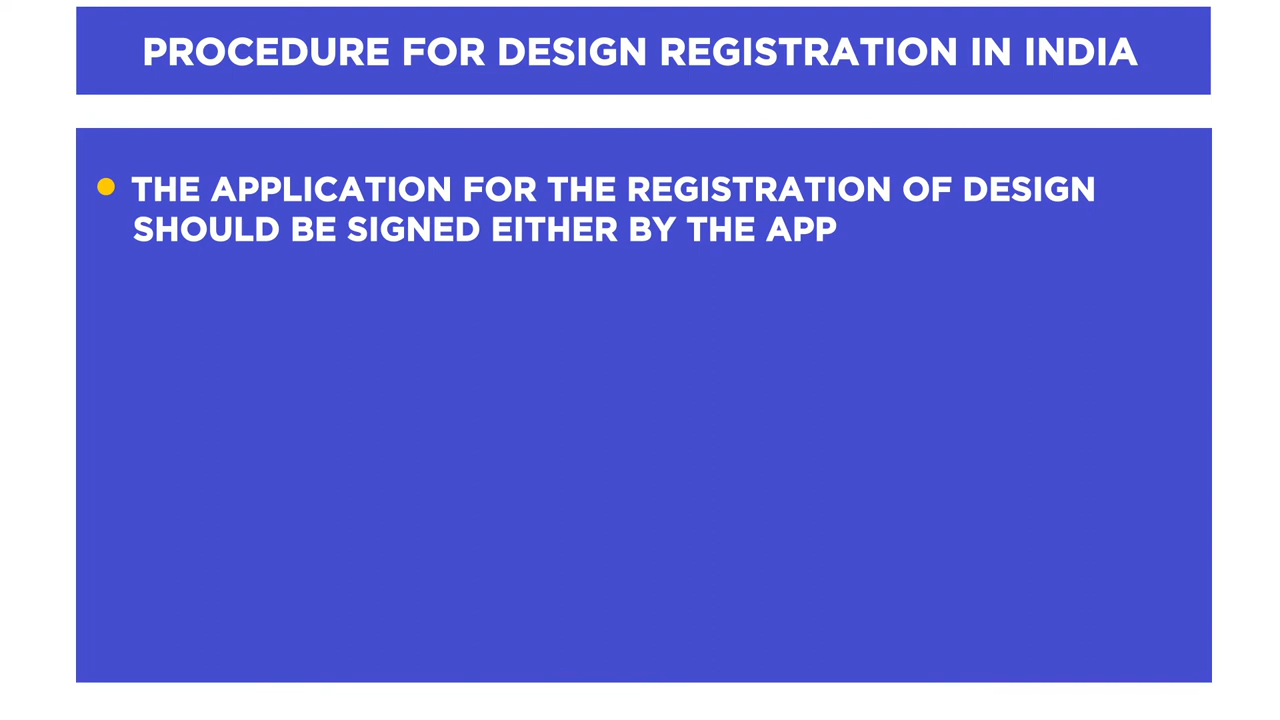 PROCEDURE FOR DESIGN REGISTRATION IN INDIA
THE APPLICATION FOR THE REGISTRATION OF DESIGN
SHOULD BE SIGNED EITHER BY THE APP